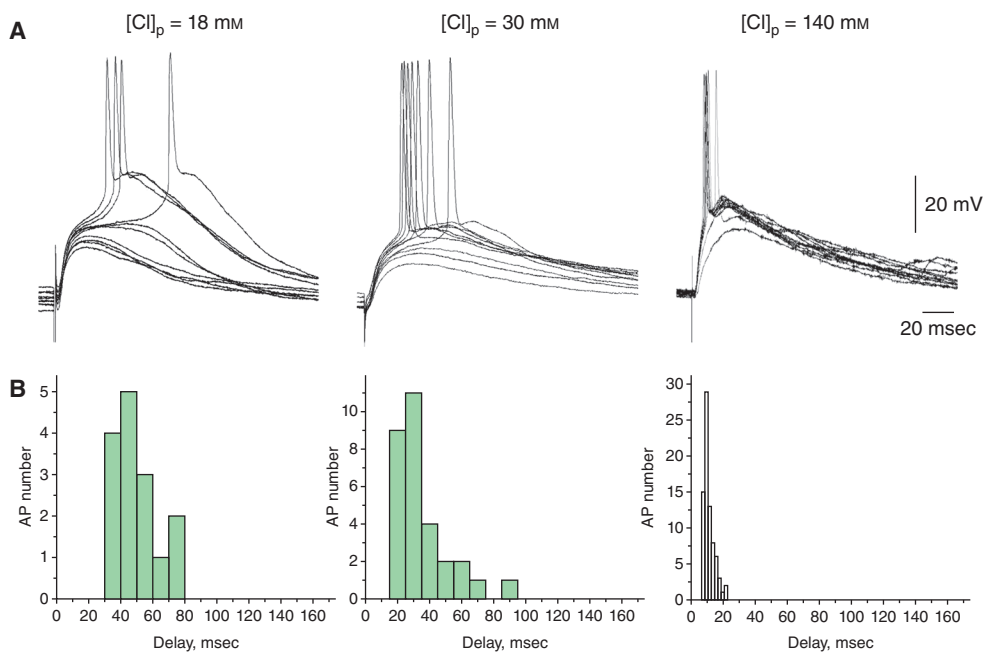 A
[Cl]p = 18 mM
[Cl]p = 30 mM
[Cl]p = 140 mM
20 mV
20 msec
B
AP number
5
4
3
2
1
0
0 20 40 60 80 100 120 140 160
Delay, msec
AP number
10
8
6
4
2
0
0 20 40 60 80 100 120 140 160
Delay, msec
AP number
30
25
20
15
10
5
0
0 20 40 60 80 100 120 140 160
Delay, msec